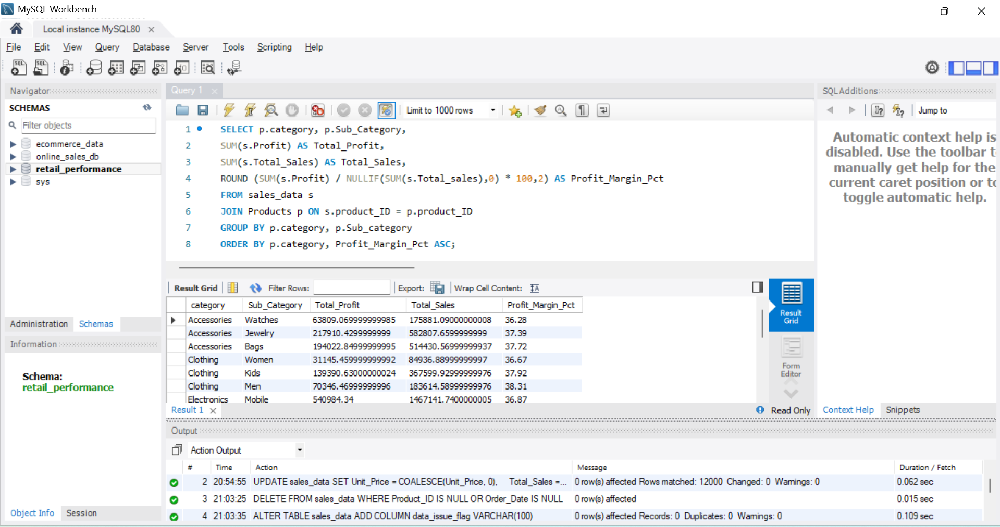 MySQL Workbench
Local instance MySQL80
File Edit View Query Database Server Tools Scripting Help
Navigator
SCHEMAS
Filter objects
ecommerce_data
online_sales_db
retail_performance
sys
Administration Schemas
Information
Schema:
retail_performance
Object Info Session
Query 1
Limit to 1000 rows
1 SELECT p.category, p.Sub_Category,
2 SUM(s.Profit) AS Total_Profit,
3 SUM(s.Total_Sales) AS Total_Sales,
4 ROUND (SUM(s.Profit) / NULLIF(SUM(s.Total_sales),0) * 100,2) AS Profit_Margin_Pct
5 FROM sales_data s
6 JOIN Products p ON s.product_ID = p.product_ID
7 GROUP BY p.category, p.Sub_category
8 ORDER BY p.category, Profit_Margin_Pct ASC;
Result Grid Filter Rows: Export: Wrap Cell Content:
category Sub_Category Total_Profit Total_Sales Profit_Margin_Pct
Accessories Watches 63809.069999999985 175881.09000000008 36.28
Accessories Jewelry 217910.4299999999 582807.6599999999 37.39
Accessories Bags 194022.84999999995 514430.56999999937 37.72
Clothing Women 31145.459999999992 84936.88999999997 36.67
Clothing Kids 139390.63000000024 367599.92999999976 37.92
Clothing Men 70346.46999999996 183614.58999999976 38.31
Electronics Mobile 540984.34 1467141.7400000005 36.87
Result
Grid
Form
Editor
Result 1
Read Only
SQLAdditions
Jump to
Automatic context help is
disabled. Use the toolbar t
manually get help for the
current caret position or to
toggle automatic help.
Context Help Snippets
Output
Action Output
# Time Action Message Duration / Fetch
2 20:54:55 UPDATE sales_data SET Unit_Price = COALESCE(Unit_Price, 0), Total_Sales =... 0 row(s) affected Rows matched: 12000 Changed: 0 Warnings: 0 0.062 sec
3 21:03:25 DELETE FROM sales_data WHERE Product_ID IS NULL OR Order_Date IS NULL 0 row(s) affected 0.015 sec
4 21:03:35 ALTER TABLE sales_data ADD COLUMN data_issue_flag VARCHAR(100) 0 row(s) affected Records: 0 Duplicates: 0 Warnings: 0 0.109 sec